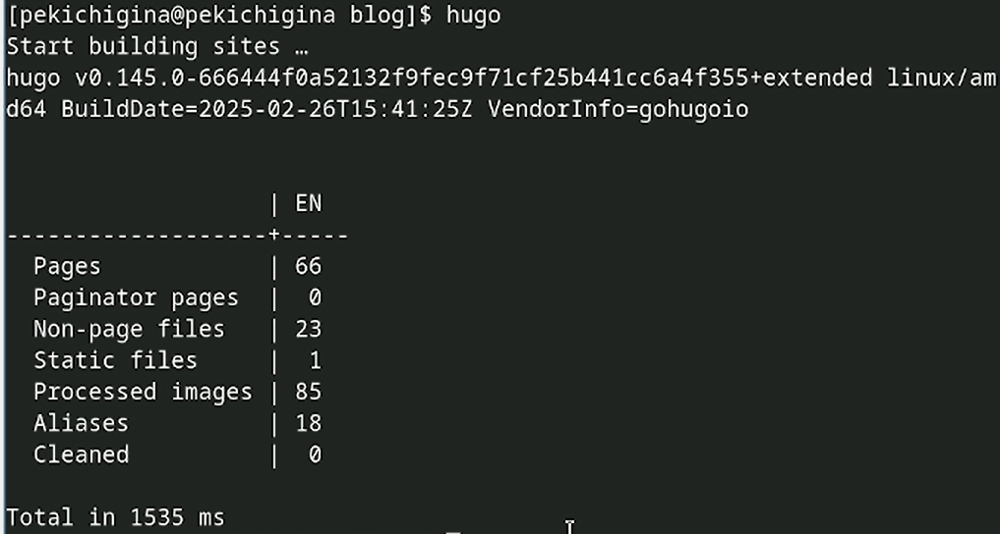 [pekichigina@pekichigina blog]$ hugo
Start building sites …
hugo v0.145.0-666444f0a52132f9fec9f71cf25b441cc6a4f355+extended linux/am
d64 BuildDate=2025-02-26T15:41:25Z VendorInfo=gohugoio
| EN
-------------------+-----
Pages | 66
Paginator pages | 0
Non-page files | 23
Static files | 1
Processed images | 85
Aliases | 18
Cleaned | 0
Total in 1535 ms